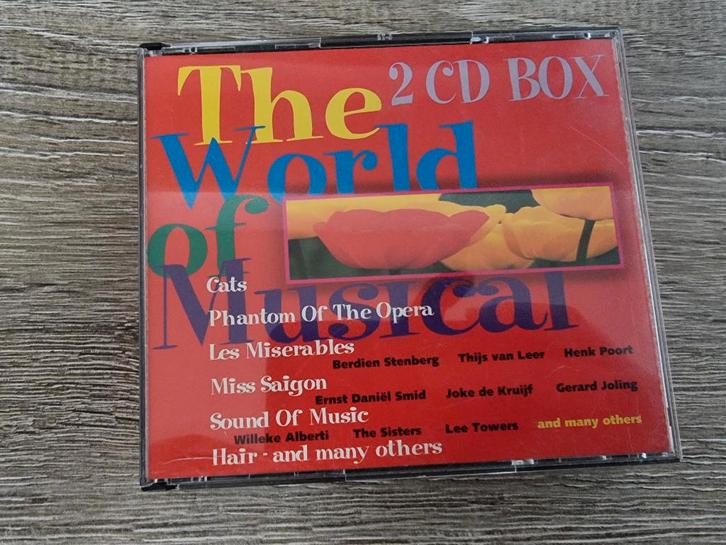 The 2 CD BOX
World
of
Musical
Cats
Phantom Of The Opera
Les Miserables
Berdien Stenberg Thijs van Leer Henk Poort
Miss Saigon
Ernst Daniël Smid Joke de Kruijf Gerard Joling
Sound Of Music
Willeke Alberti The Sisters Lee Towers and many others
Hair - and many others